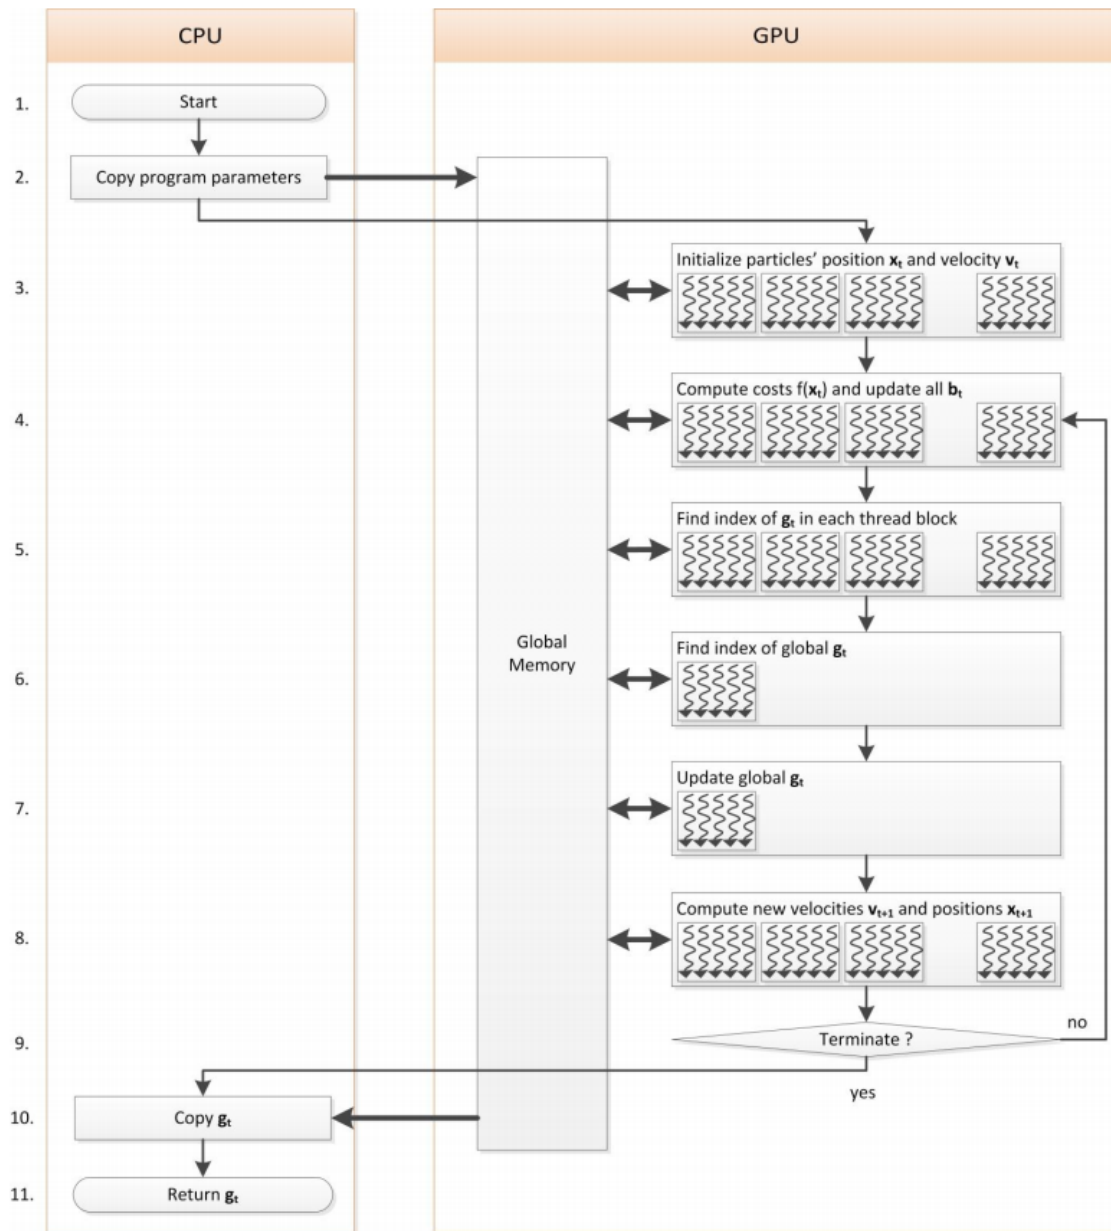 CPU
GPU
1.
Start
2.
Copy program parameters
Initialize particles' position xₜ and velocity vₜ
3.
Compute costs f(xₜ) and update all bₜ
4.
Find index of gₜ in each thread block
5.
Global
Memory
Find index of global gₜ
6.
Update global gₜ
7.
Compute new velocities vₜ₊₁ and positions xₜ₊₁
8.
no
9.
Terminate ?
yes
10.
Copy gₜ
11.
Return gₜ